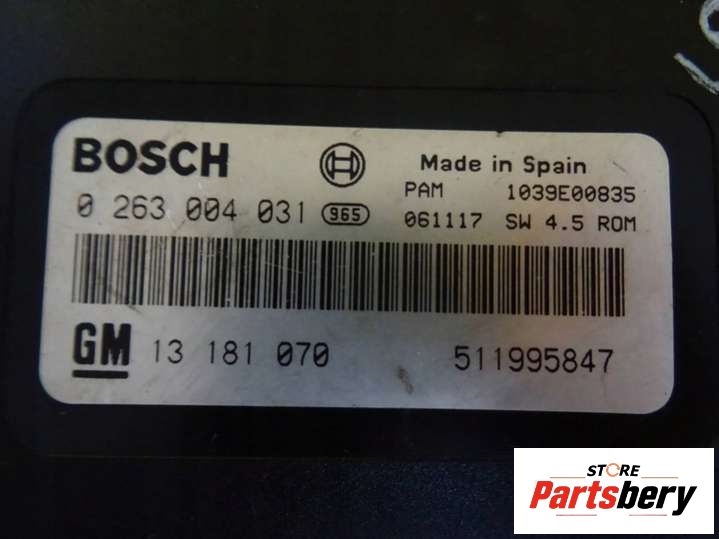 BOSCH
Made in Spain
PAM 1039E00835
0 263 004 031 965
061117 SW 4.5 ROM
GM 13 181 070
511995847
STORE
Partsbery